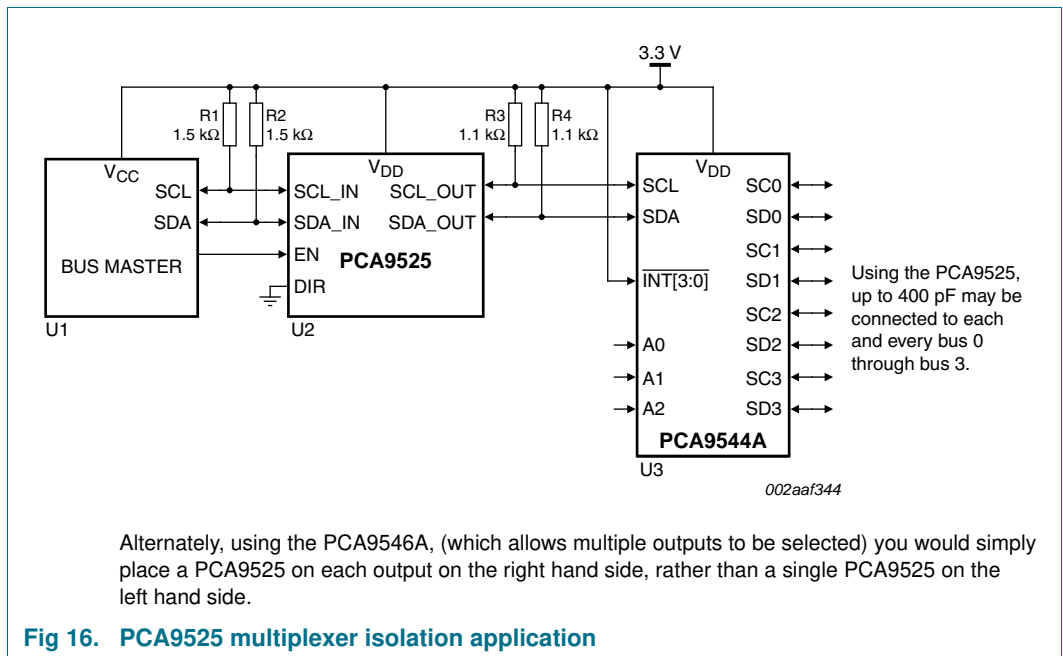 3.3 V
R1
1.5 kΩ
R2
1.5 kΩ
R3
1.1 kΩ
R4
1.1 kΩ
VCC
SCL
SDA
BUS MASTER
U1
VDD
SCL_IN
SCL_OUT
SDA_IN
SDA_OUT
EN
PCA9525
DIR
U2
VDD
SCL
SC0
SDA
SD0
SC1
INT[3:0]
SD1
SC2
A0
SD2
A1
SC3
A2
SD3
PCA9544A
U3
Using the PCA9525,
up to 400 pF may be
connected to each
and every bus 0
through bus 3.
002aaf344
Alternately, using the PCA9546A, (which allows multiple outputs to be selected) you would simply
place a PCA9525 on each output on the right hand side, rather than a single PCA9525 on the
left hand side.
Fig 16. PCA9525 multiplexer isolation application